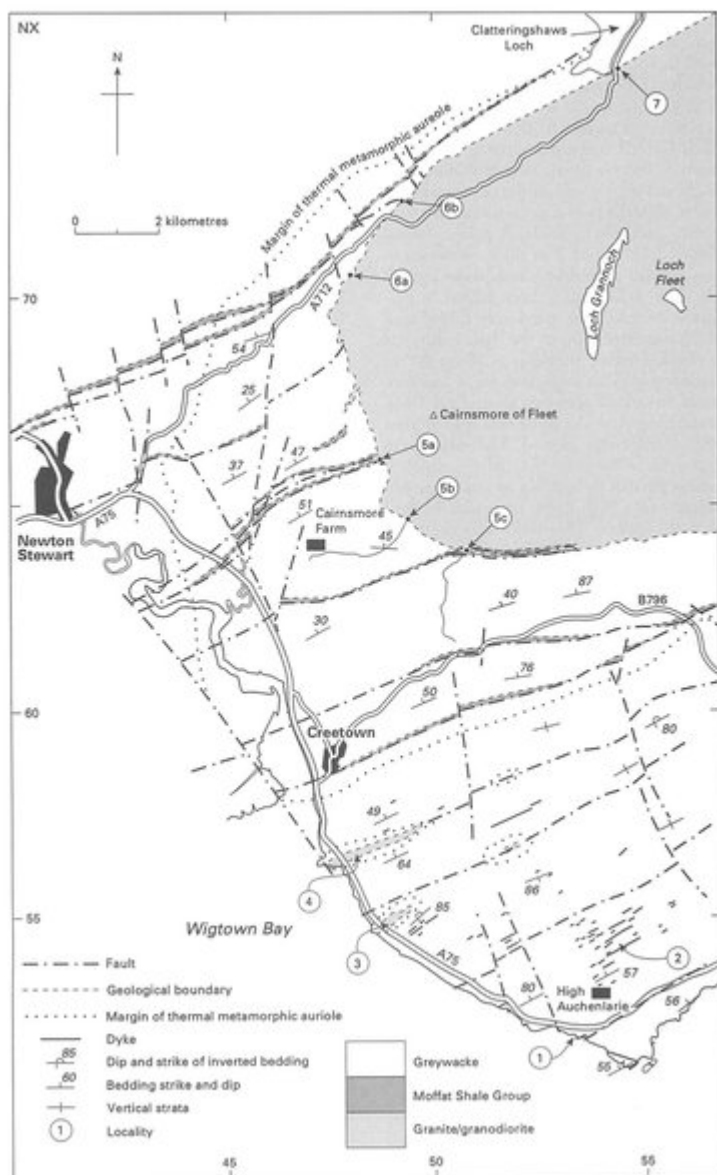 NX
Clatteringshaws
Loch
N
7
Margin of thermal metamorphic aureole
0 2 kilometres
6b
70
6a
A712
Loch Grannoch
Loch
Fleet
54
25
Cairnsmore of Fleet
47
5a
37
5b
51
Cairnsmore
Farm
5c
45
A75
Newton
Stewart
87
40
B796
30
76
50
60
80
Creetown
49
64
4
86
55
85
Wigtown Bay
3
A75
2
57
High
Auchenlarie
80
56
1
55
Fault
Geological boundary
Margin of thermal metamorphic auriole
Dyke
85 Dip and strike of inverted bedding
60 Bedding strike and dip
Vertical strata
1 Locality
Greywacke
Moffat Shale Group
Granite/granodiorite
45 50 55